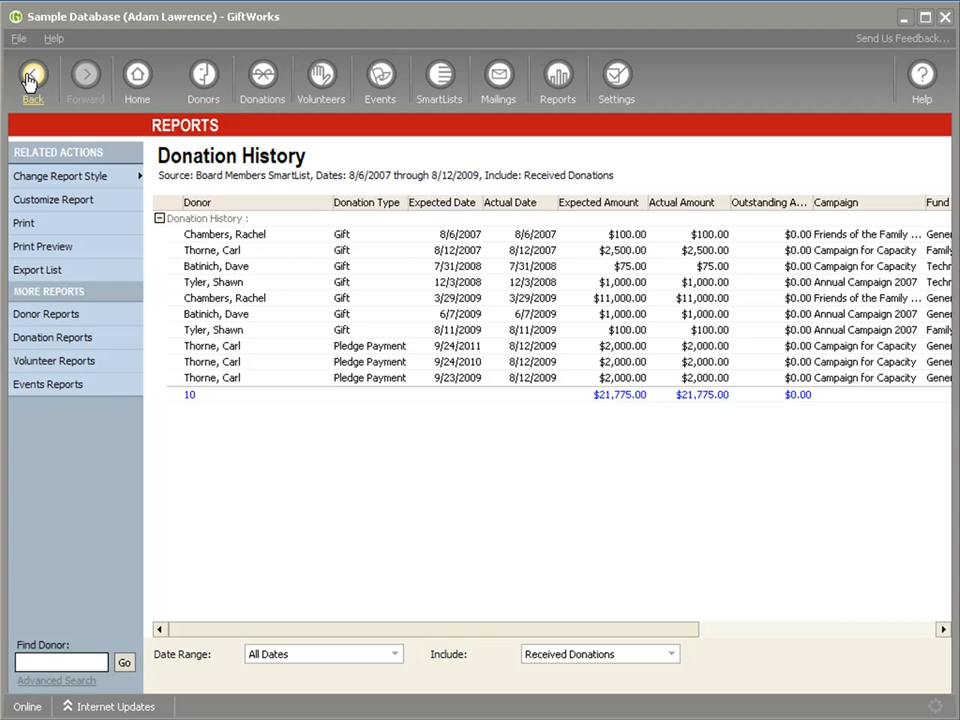 Sample Database (Adam Lawrence) - GiftWorks
File Help Send Us Feedback...
Back Forward Home Donors Donations Volunteers Events SmartLists Mailings Reports Settings Help
REPORTS
RELATED ACTIONS
Change Report Style
Customize Report
Print
Print Preview
Export List
MORE REPORTS
Donor Reports
Donation Reports
Volunteer Reports
Events Reports
Donation History
Source: Board Members SmartList, Dates: 8/6/2007 through 8/12/2009, Include: Received Donations
Donor Donation Type Expected Date Actual Date Expected Amount Actual Amount Outstanding A... Campaign Fund
Donation History :
Chambers, Rachel Gift 8/6/2007 8/6/2007 $100.00 $100.00 $0.00 Friends of the Family ... Gener
Thorne, Carl Gift 8/12/2007 8/12/2007 $2,500.00 $2,500.00 $0.00 Campaign for Capacity Family
Batinich, Dave Gift 7/31/2008 7/31/2008 $75.00 $75.00 $0.00 Campaign for Capacity Techn
Tyler, Shawn Gift 12/3/2008 12/3/2008 $1,000.00 $1,000.00 $0.00 Annual Campaign 2007 Techn
Chambers, Rachel Gift 3/29/2009 3/29/2009 $11,000.00 $11,000.00 $0.00 Friends of the Family ... Gener
Batinich, Dave Gift 6/7/2009 6/7/2009 $1,000.00 $1,000.00 $0.00 Annual Campaign 2007 Gener
Tyler, Shawn Gift 8/11/2009 8/11/2009 $100.00 $100.00 $0.00 Annual Campaign 2007 Family
Thorne, Carl Pledge Payment 9/24/2011 8/12/2009 $2,000.00 $2,000.00 $0.00 Campaign for Capacity Gener
Thorne, Carl Pledge Payment 9/24/2010 8/12/2009 $2,000.00 $2,000.00 $0.00 Campaign for Capacity Gener
Thorne, Carl Pledge Payment 9/23/2009 8/12/2009 $2,000.00 $2,000.00 $0.00 Campaign for Capacity Gener
10 $21,775.00 $21,775.00 $0.00
Find Donor:
Go
Advanced Search
Date Range: All Dates Include: Received Donations
Online Internet Updates